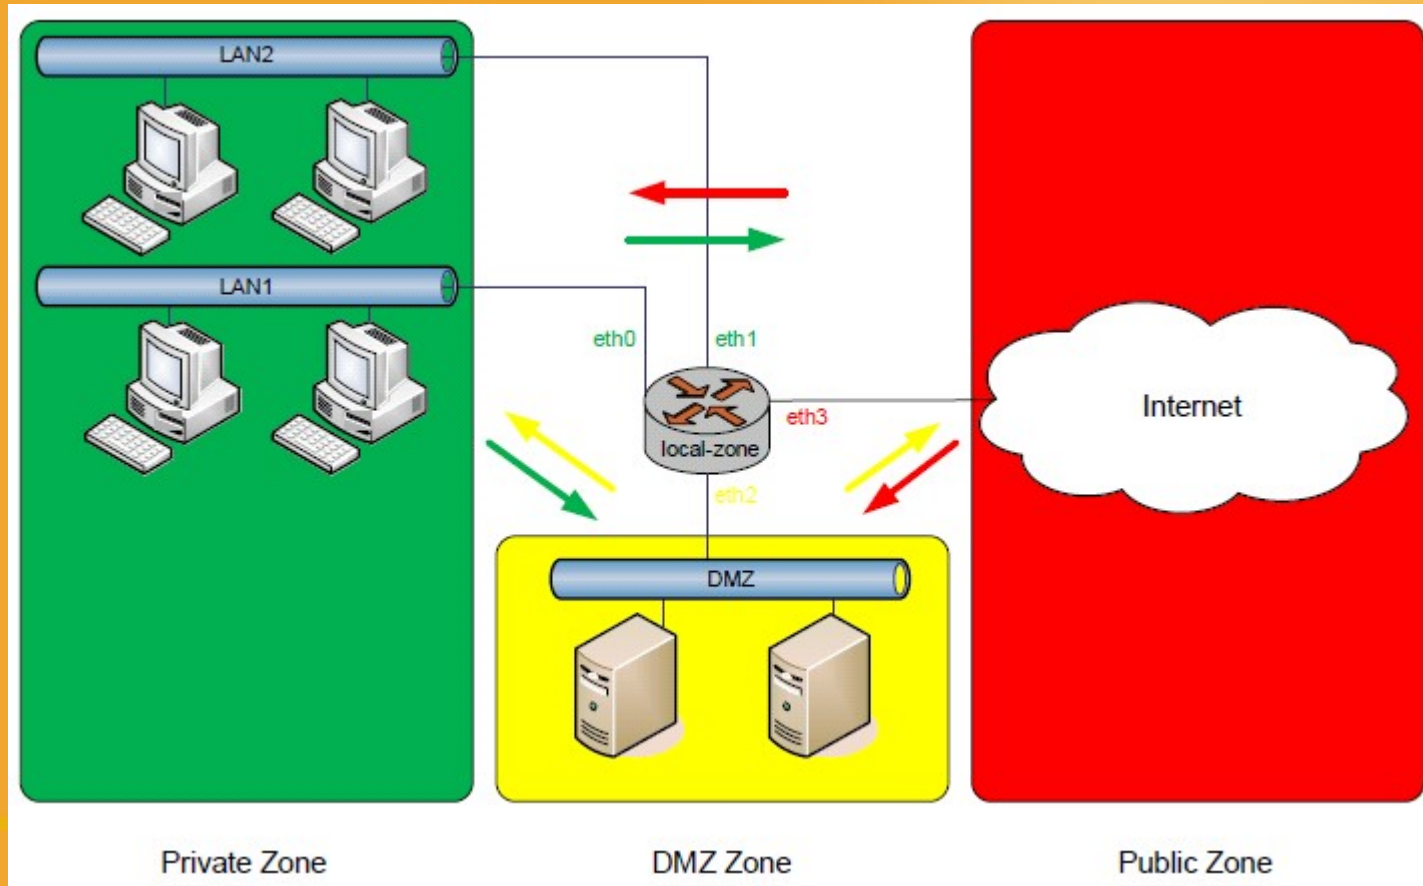 LAN2
LAN1
eth0
eth1
eth3
Internet
local-zone
eth2
DMZ
Private Zone
DMZ Zone
Public Zone